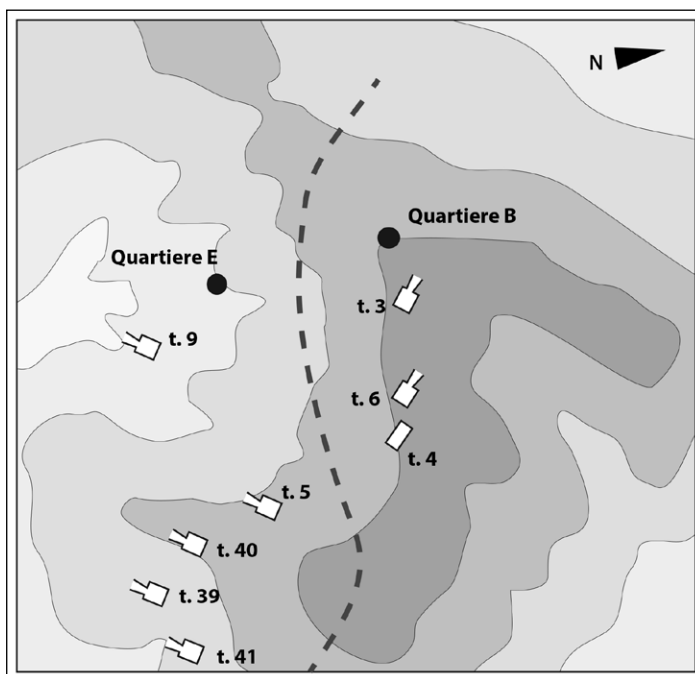 N
Quartiere B
Quartiere E
t. 3
t. 9
t. 6
t. 4
t. 5
t. 40
t. 39
t. 41